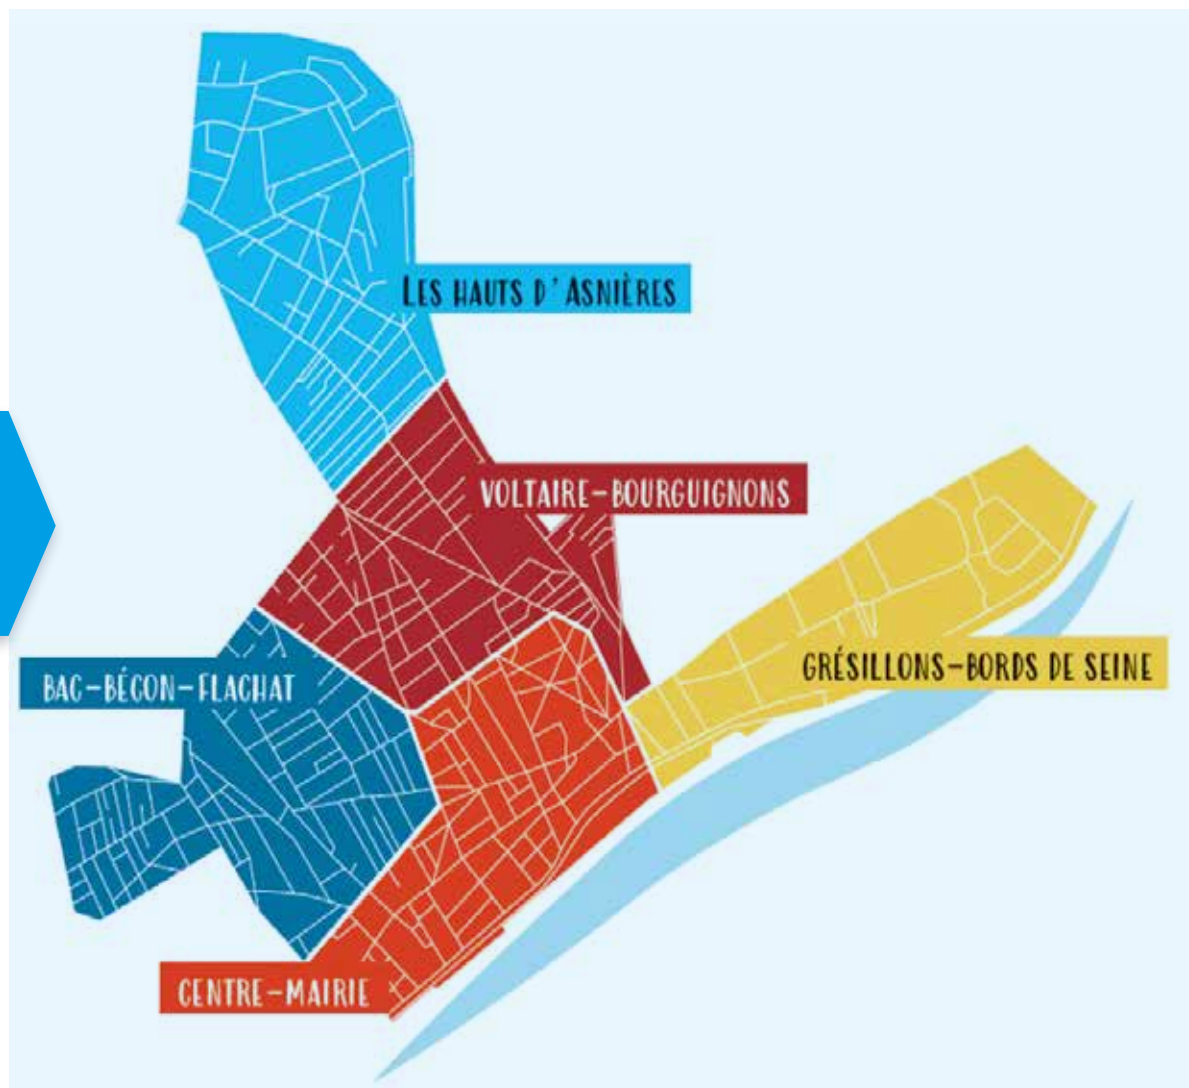 LES HAUTS D'ASNIÈRES
VOLTAIRE-BOURGUIGNONS
GRÉSILLONS-BORDS DE SEINE
BAC-BÉCON-FLACHAT
CENTRE-MAIRIE